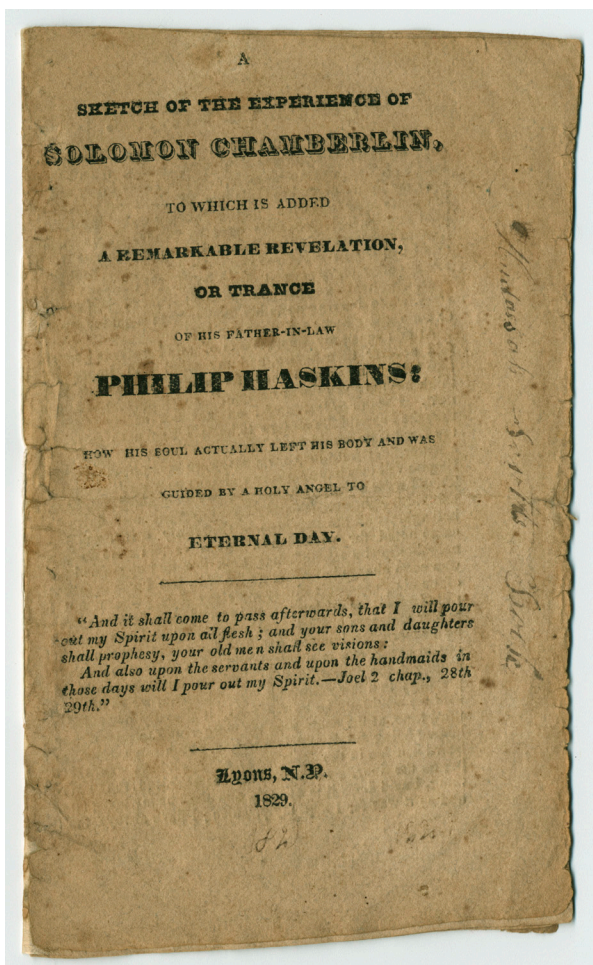 A
SKETCH OF THE EXPERIENCE OF
SOLOMON CHAMBERLIN,
TO WHICH IS ADDED
A REMARKABLE REVELATION,
OR TRANCE
OF HIS FATHER-IN-LAW
PHILIP HASKINS:
HOW HIS SOUL ACTUALLY LEFT HIS BODY AND WAS
GUIDED BY A HOLY ANGEL TO
ETERNAL DAY.
"And it shall come to pass afterwards, that I will pour
out my Spirit upon all flesh; and your sons and daughters
shall prophesy, your old men shall see visions:
And also upon the servants and upon the handmaids in
those days will I pour out my Spirit.—Joel 2 chap., 28th
29th."
Lyons, N.Y.
1829.